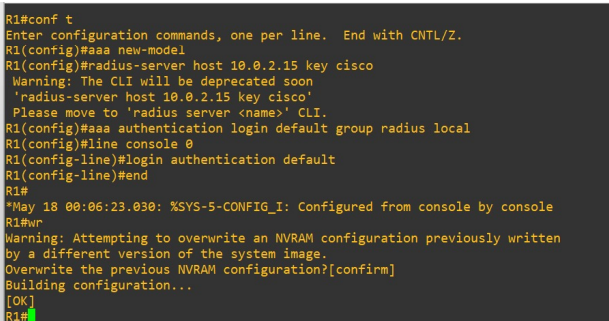 R1#conf t
Enter configuration commands, one per line.  End with CNTL/Z.
R1(config)#aaa new-model
R1(config)#radius-server host 10.0.2.15 key cisco
 Warning: The CLI will be deprecated soon
 'radius-server host 10.0.2.15 key cisco'
 Please move to 'radius server <name>' CLI.
R1(config)#aaa authentication login default group radius local
R1(config)#line console 0
R1(config-line)#login authentication default
R1(config-line)#end
R1#
*May 18 00:06:23.030: %SYS-5-CONFIG_I: Configured from console by console
R1#wr
Warning: Attempting to overwrite an NVRAM configuration previously written
by a different version of the system image.
Overwrite the previous NVRAM configuration?[confirm]
Building configuration...
[OK]
R1#